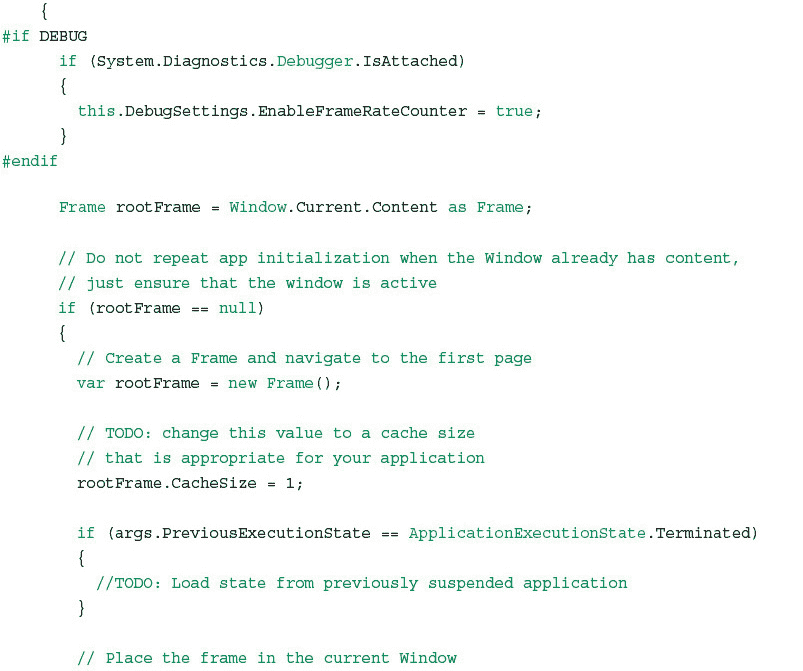 {
#if DEBUG
if (System.Diagnostics.Debugger.IsAttached)
{
this.DebugSettings.EnableFrameRateCounter = true;
}
#endif
Frame rootFrame = Window.Current.Content as Frame;
// Do not repeat app initialization when the Window already has content,
// just ensure that the window is active
if (rootFrame == null)
{
// Create a Frame and navigate to the first page
var rootFrame = new Frame();
// TODO: change this value to a cache size
// that is appropriate for your application
rootFrame.CacheSize = 1;
if (args.PreviousExecutionState == ApplicationExecutionState.Terminated)
{
//TODO: Load state from previously suspended application
}
// Place the frame in the current Window